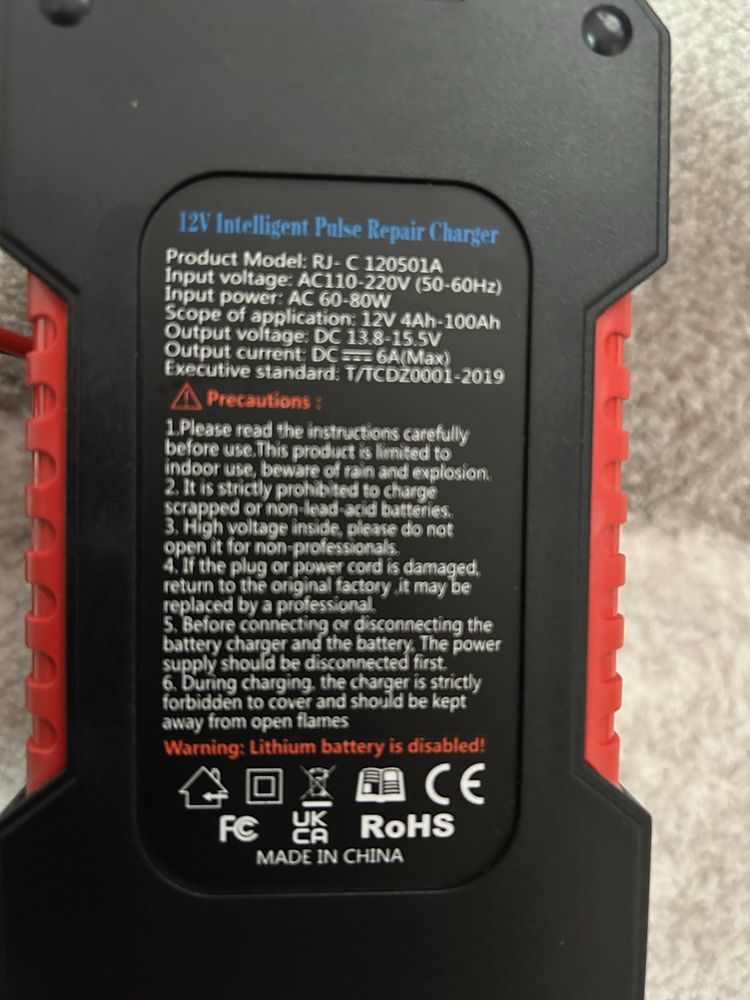 12V Intelligent Pulse Repair Charger
Product Model: RJ- C 120501A
Input voltage: AC110-220V (50-60Hz)
Input power: AC 60-80W
Scope of application: 12V 4Ah-100Ah
Output voltage: DC 13.8-15.5V
Output current: DC 6A(Max)
Executive standard: T/TCDZ0001-2019
Precautions :
1.Please read the instructions carefully
before use.This product is limited to
indoor use, beware of rain and explosion.
2. It is strictly prohibited to charge
scrapped or non-lead-acid batteries.
3. High voltage inside, please do not
open it for non-professionals.
4. If the plug or power cord is damaged,
return to the original factory ,it may be
replaced by a professional.
5. Before connecting or disconnecting the
battery charger and the battery, The power
supply should be disconnected first.
6. During charging, the charger is strictly
forbidden to cover and should be kept
away from open flames
Warning: Lithium battery is disabled!
CE
FC UK CA RoHS
MADE IN CHINA